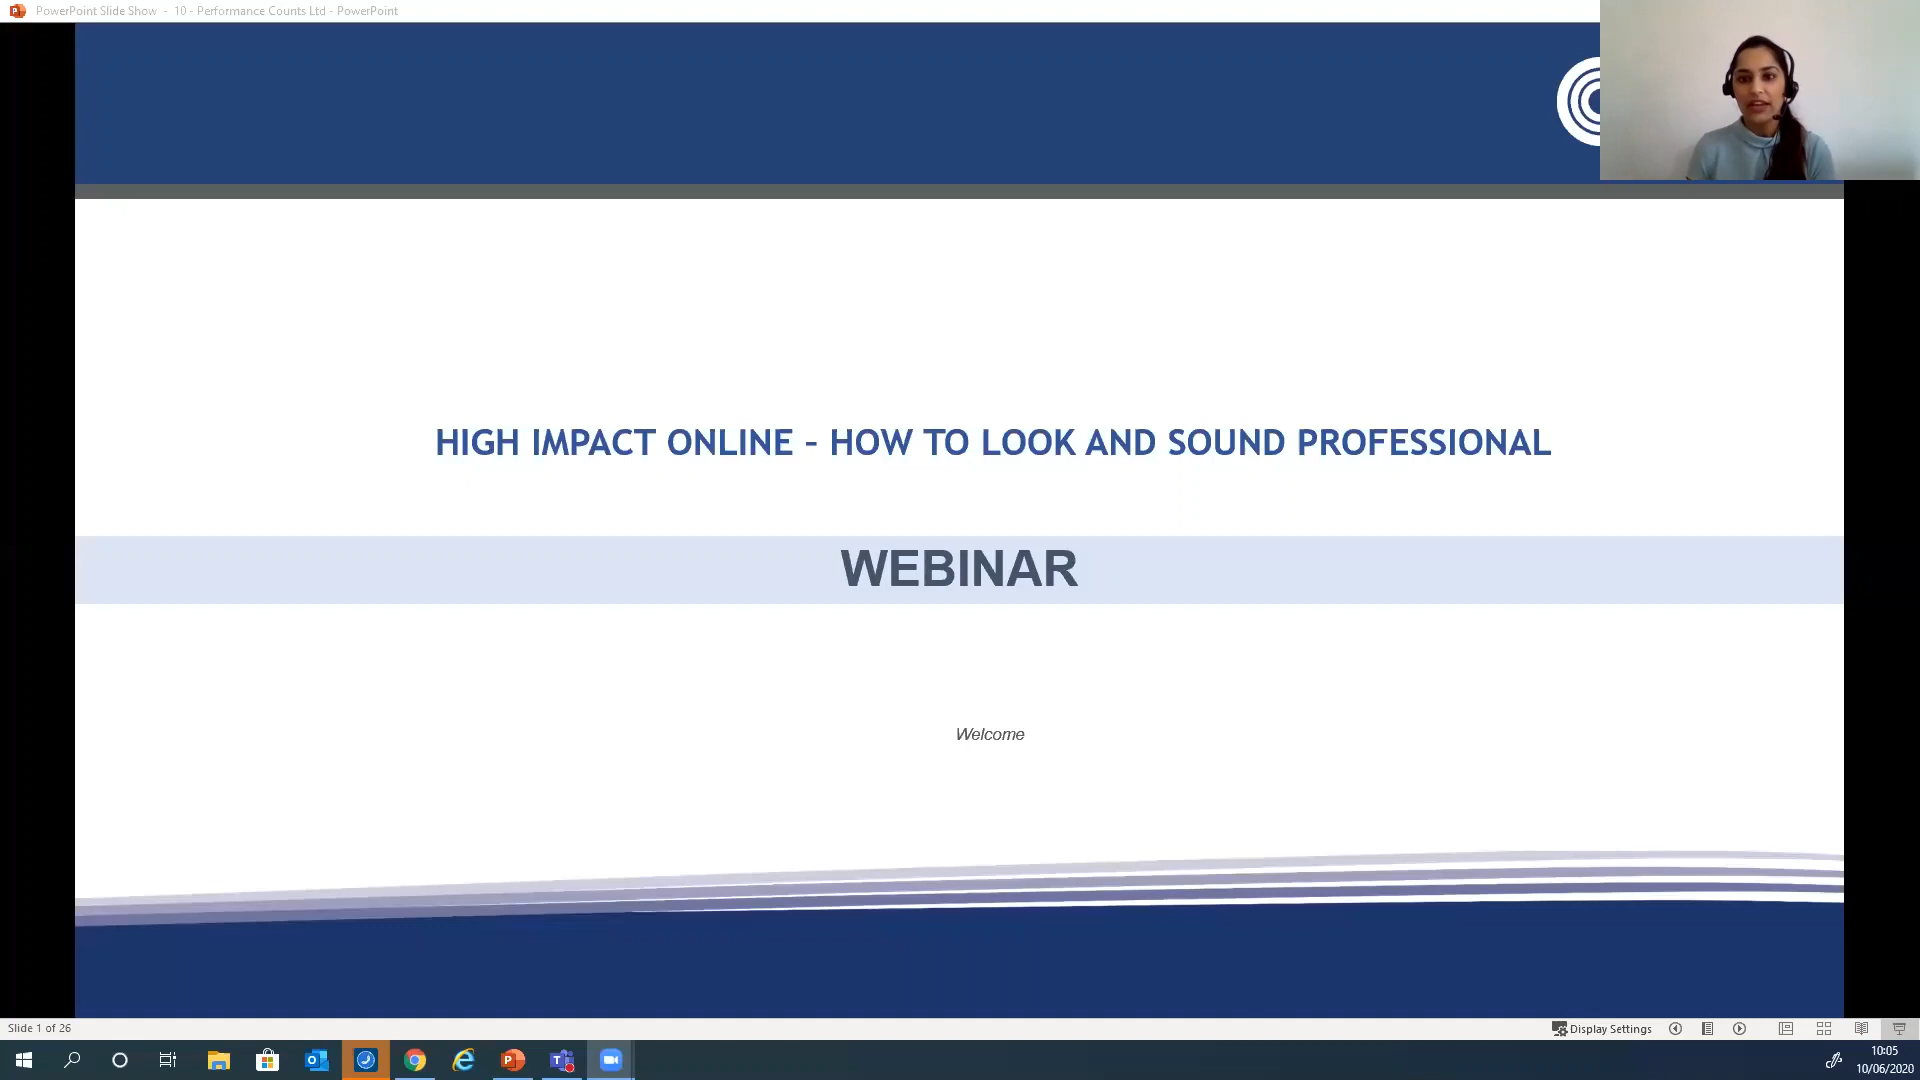 PowerPoint Slide Show - 10 - Performance Counts Ltd - PowerPoint
HIGH IMPACT ONLINE – HOW TO LOOK AND SOUND PROFESSIONAL
WEBINAR
Welcome
Slide 1 of 26
Display Settings
10:05
10/06/2020